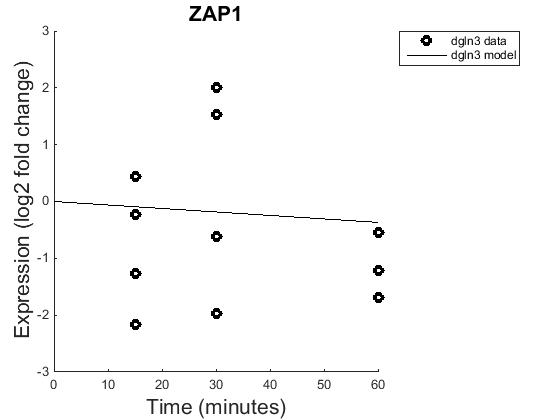 ZAP1
dgln3 data
dgln3 model
3
2
1
0
-1
-2
-3
Expression (log2 fold change)
0 10 20 30 40 50 60
Time (minutes)